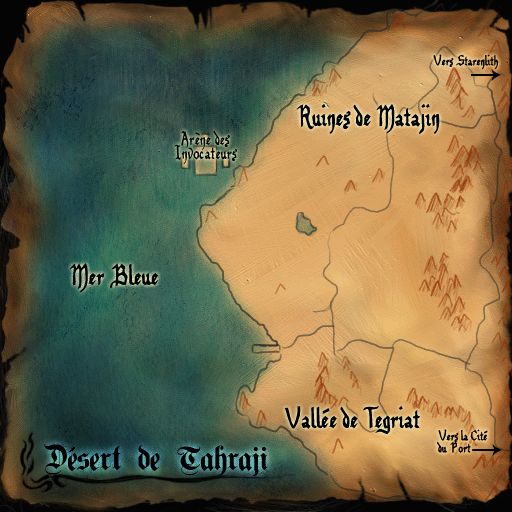 Vers Starenlith
Ruines de Matajin
Arène des
Invocateurs
Mer Bleue
Vallée de Tegriat
Vers la Cité
du Port
Désert de Tahraji